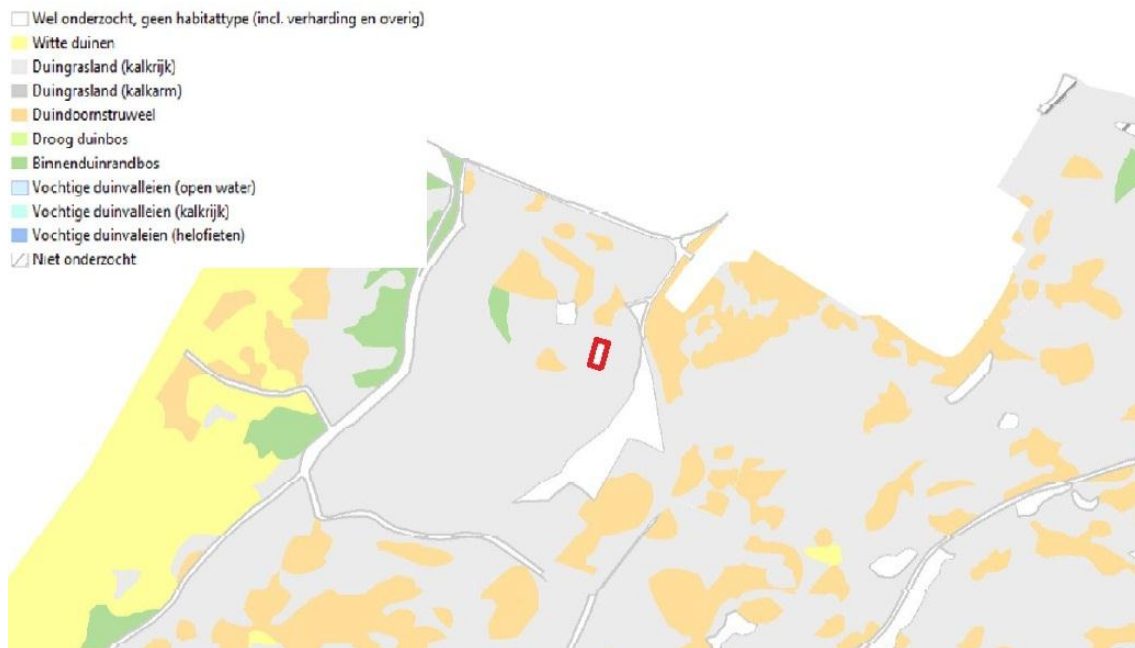 Wel onderzocht, geen habitattype (incl. verharding en overig)
Witte duinen
Duingrasland (kalkrijk)
Duingrasland (kalkarm)
Duindoornstruweel
Droog duinbos
Binnenduinrandbos
Vochtige duinvalleien (open water)
Vochtige duinvalleien (kalkrijk)
Vochtige duinvaleien (helofieten)
Niet onderzocht